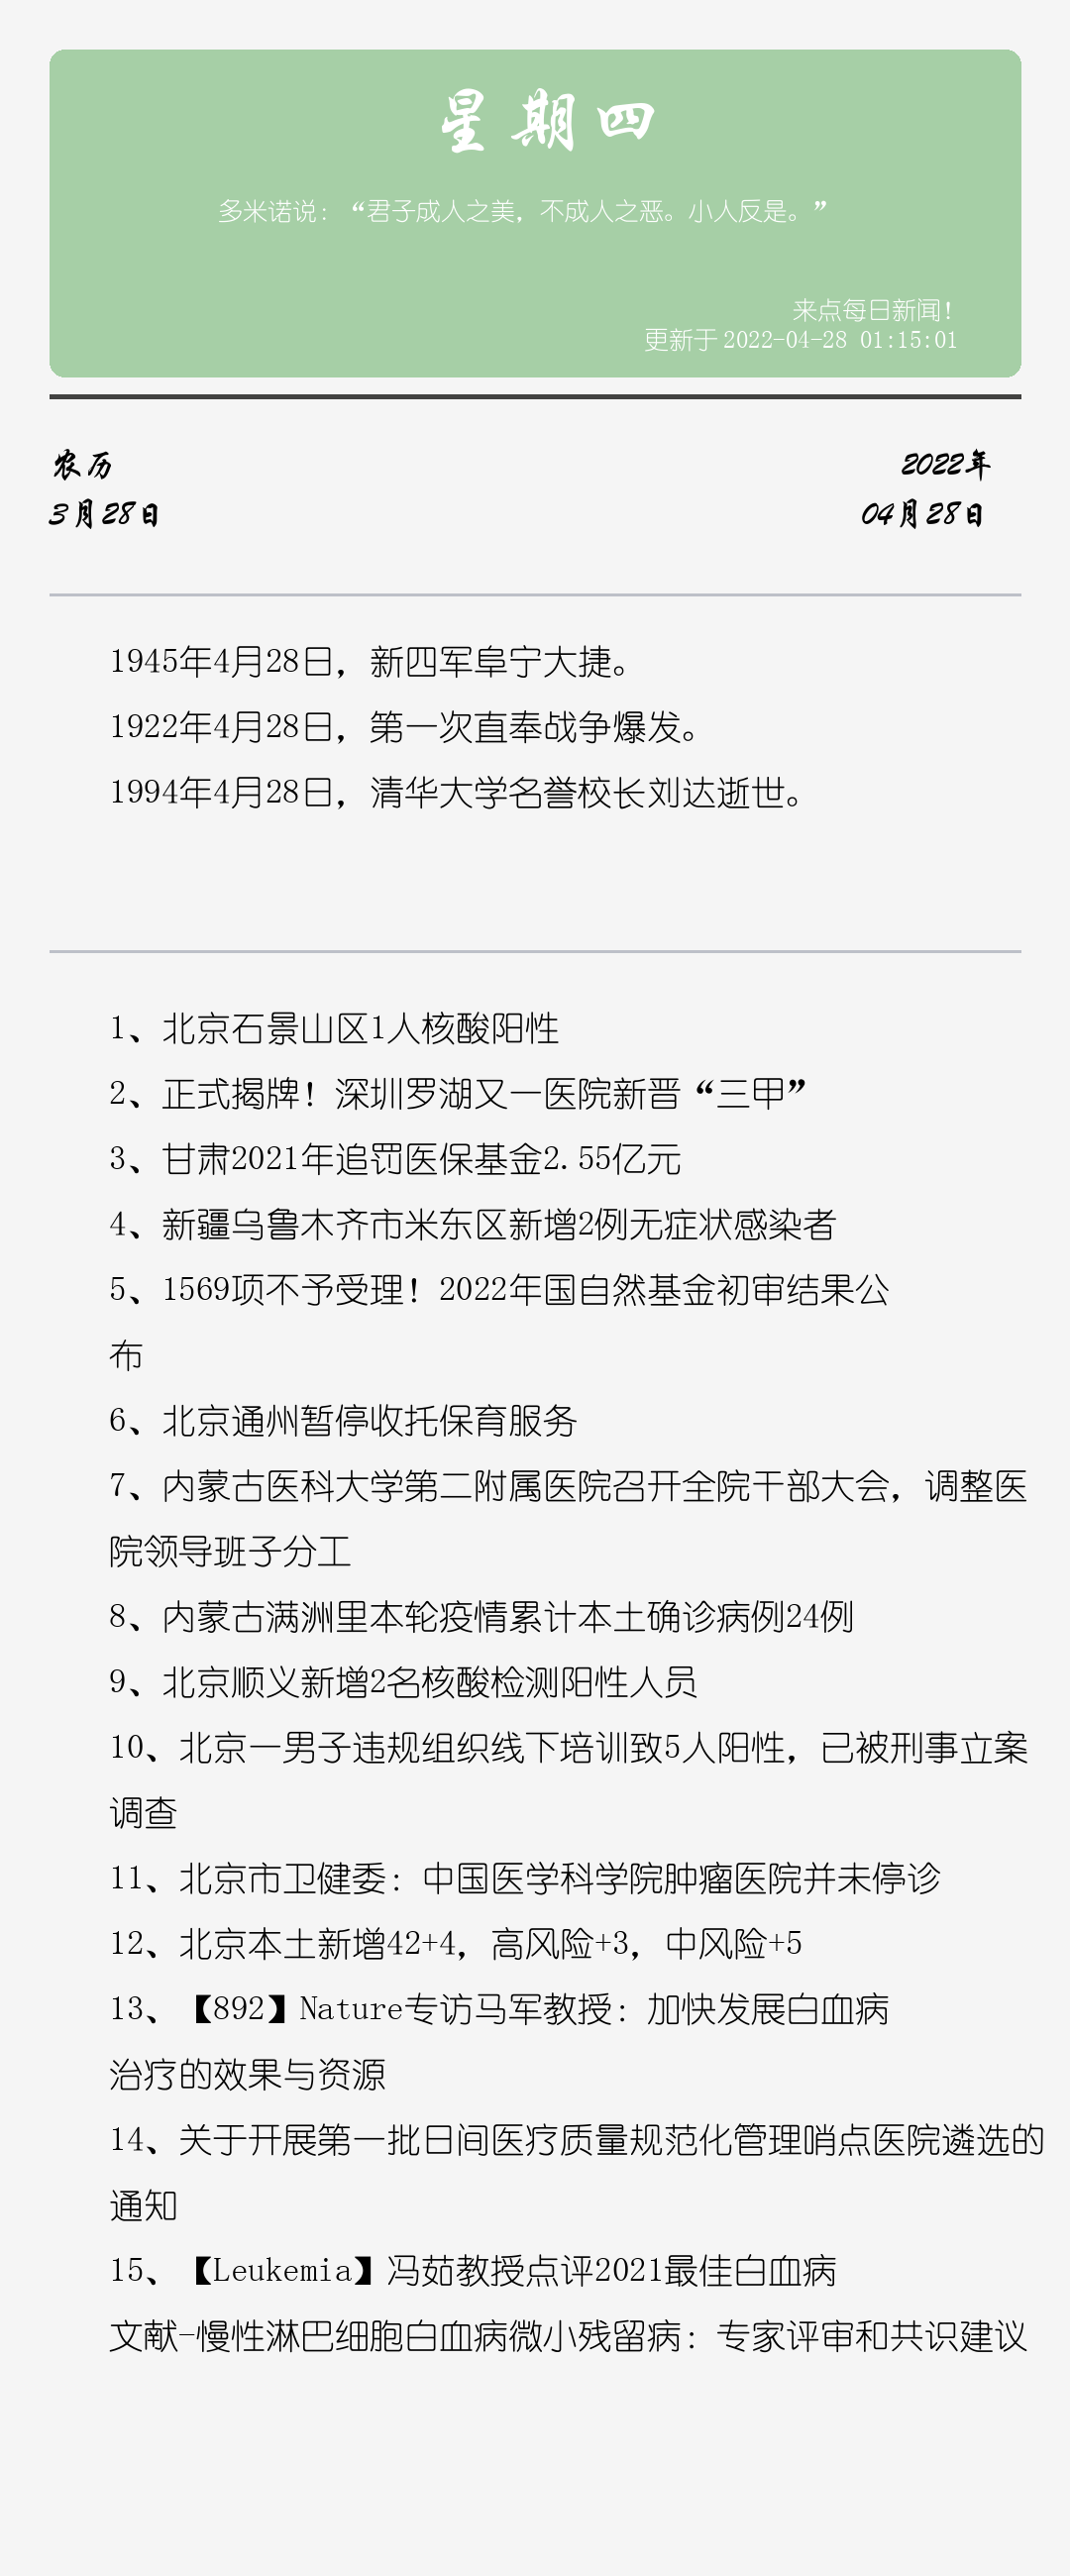 星期四
多米诺说：“君子成人之美，不成人之恶。小人反是。”
来点每日新闻！
更新于 2022-04-28 01:15:01
农历
2022年
3月28日
04月28日
1945年4月28日，新四军阜宁大捷。
1922年4月28日，第一次直奉战争爆发。
1994年4月28日，清华大学名誉校长刘达逝世。
1、北京石景山区1人核酸阳性
2、正式揭牌！深圳罗湖又一医院新晋“三甲”
3、甘肃2021年追罚医保基金2.55亿元
4、新疆乌鲁木齐市米东区新增2例无症状感染者
5、1569项不予受理！2022年国自然基金初审结果公
布
6、北京通州暂停收托保育服务
7、内蒙古医科大学第二附属医院召开全院干部大会，调整医
院领导班子分工
8、内蒙古满洲里本轮疫情累计本土确诊病例24例
9、北京顺义新增2名核酸检测阳性人员
10、北京一男子违规组织线下培训致5人阳性，已被刑事立案
调查
11、北京市卫健委：中国医学科学院肿瘤医院并未停诊
12、北京本土新增42+4，高风险+3，中风险+5
13、【892】Nature专访马军教授：加快发展白血病
治疗的效果与资源
14、关于开展第一批日间医疗质量规范化管理哨点医院遴选的
通知
15、【Leukemia】冯茹教授点评2021最佳白血病
文献-慢性淋巴细胞白血病微小残留病：专家评审和共识建议